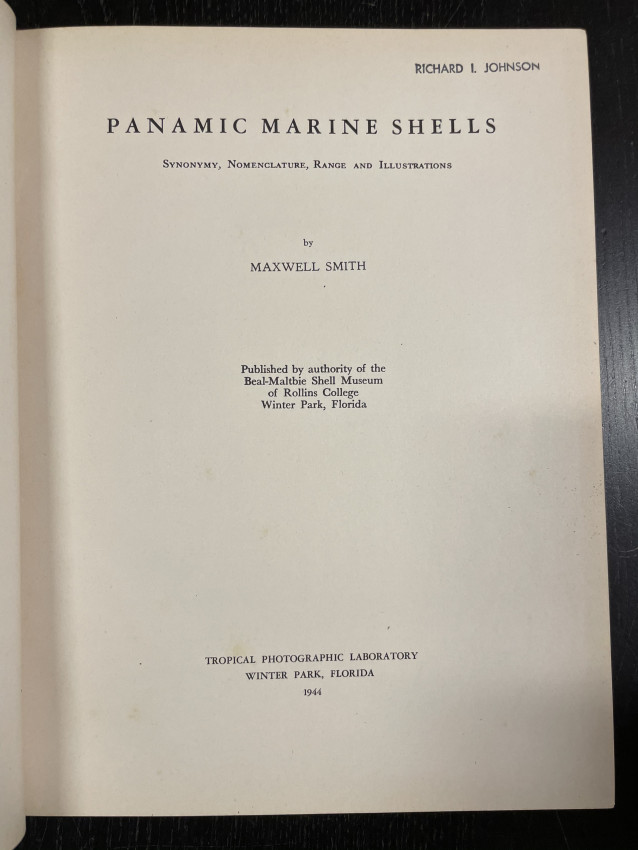 RICHARD I. JOHNSON
PANAMIC MARINE SHELLS
Synonymy, Nomenclature, Range and Illustrations
by
MAXWELL SMITH
Published by authority of the
Beal-Maltbie Shell Museum
of Rollins College
Winter Park, Florida
TROPICAL PHOTOGRAPHIC LABORATORY
WINTER PARK, FLORIDA
1944